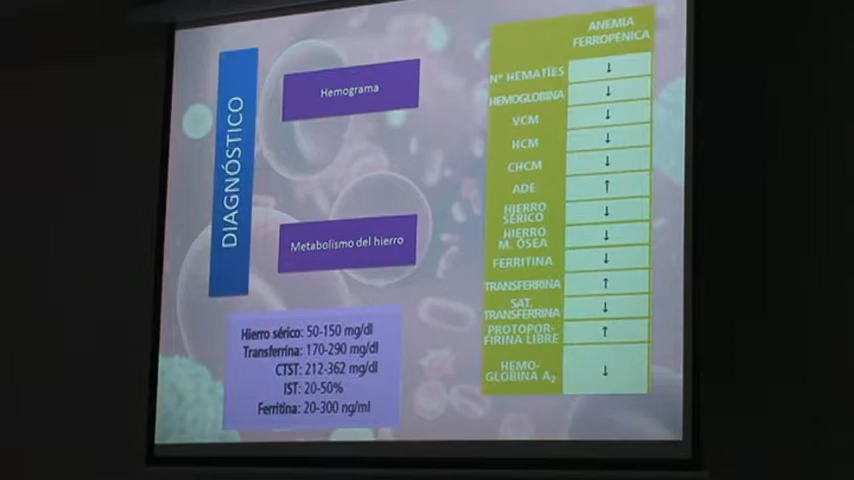 DIAGNÓSTICO
Hemograma
Metabolismo del hierro
Hierro sérico: 50-150 mg/dl
Transferrina: 170-290 mg/dl
CTST: 212-362 mg/dl
IST: 20-50%
Ferritina: 20-300 ng/ml
ANEMIA
FERROPÉNICA
Nº HEMATÍES ↓
HEMOGLOBINA ↓
VCM ↓
HCM ↓
CHCM ↓
ADE ↑
HIERRO
SÉRICO ↓
HIERRO
M. ÓSEA ↓
FERRITINA ↓
TRANSFERRINA ↑
SAT.
TRANSFERRINA ↓
PROTOPOR-
FIRINA LIBRE ↑
HEMO-
GLOBINA A₂ ↓